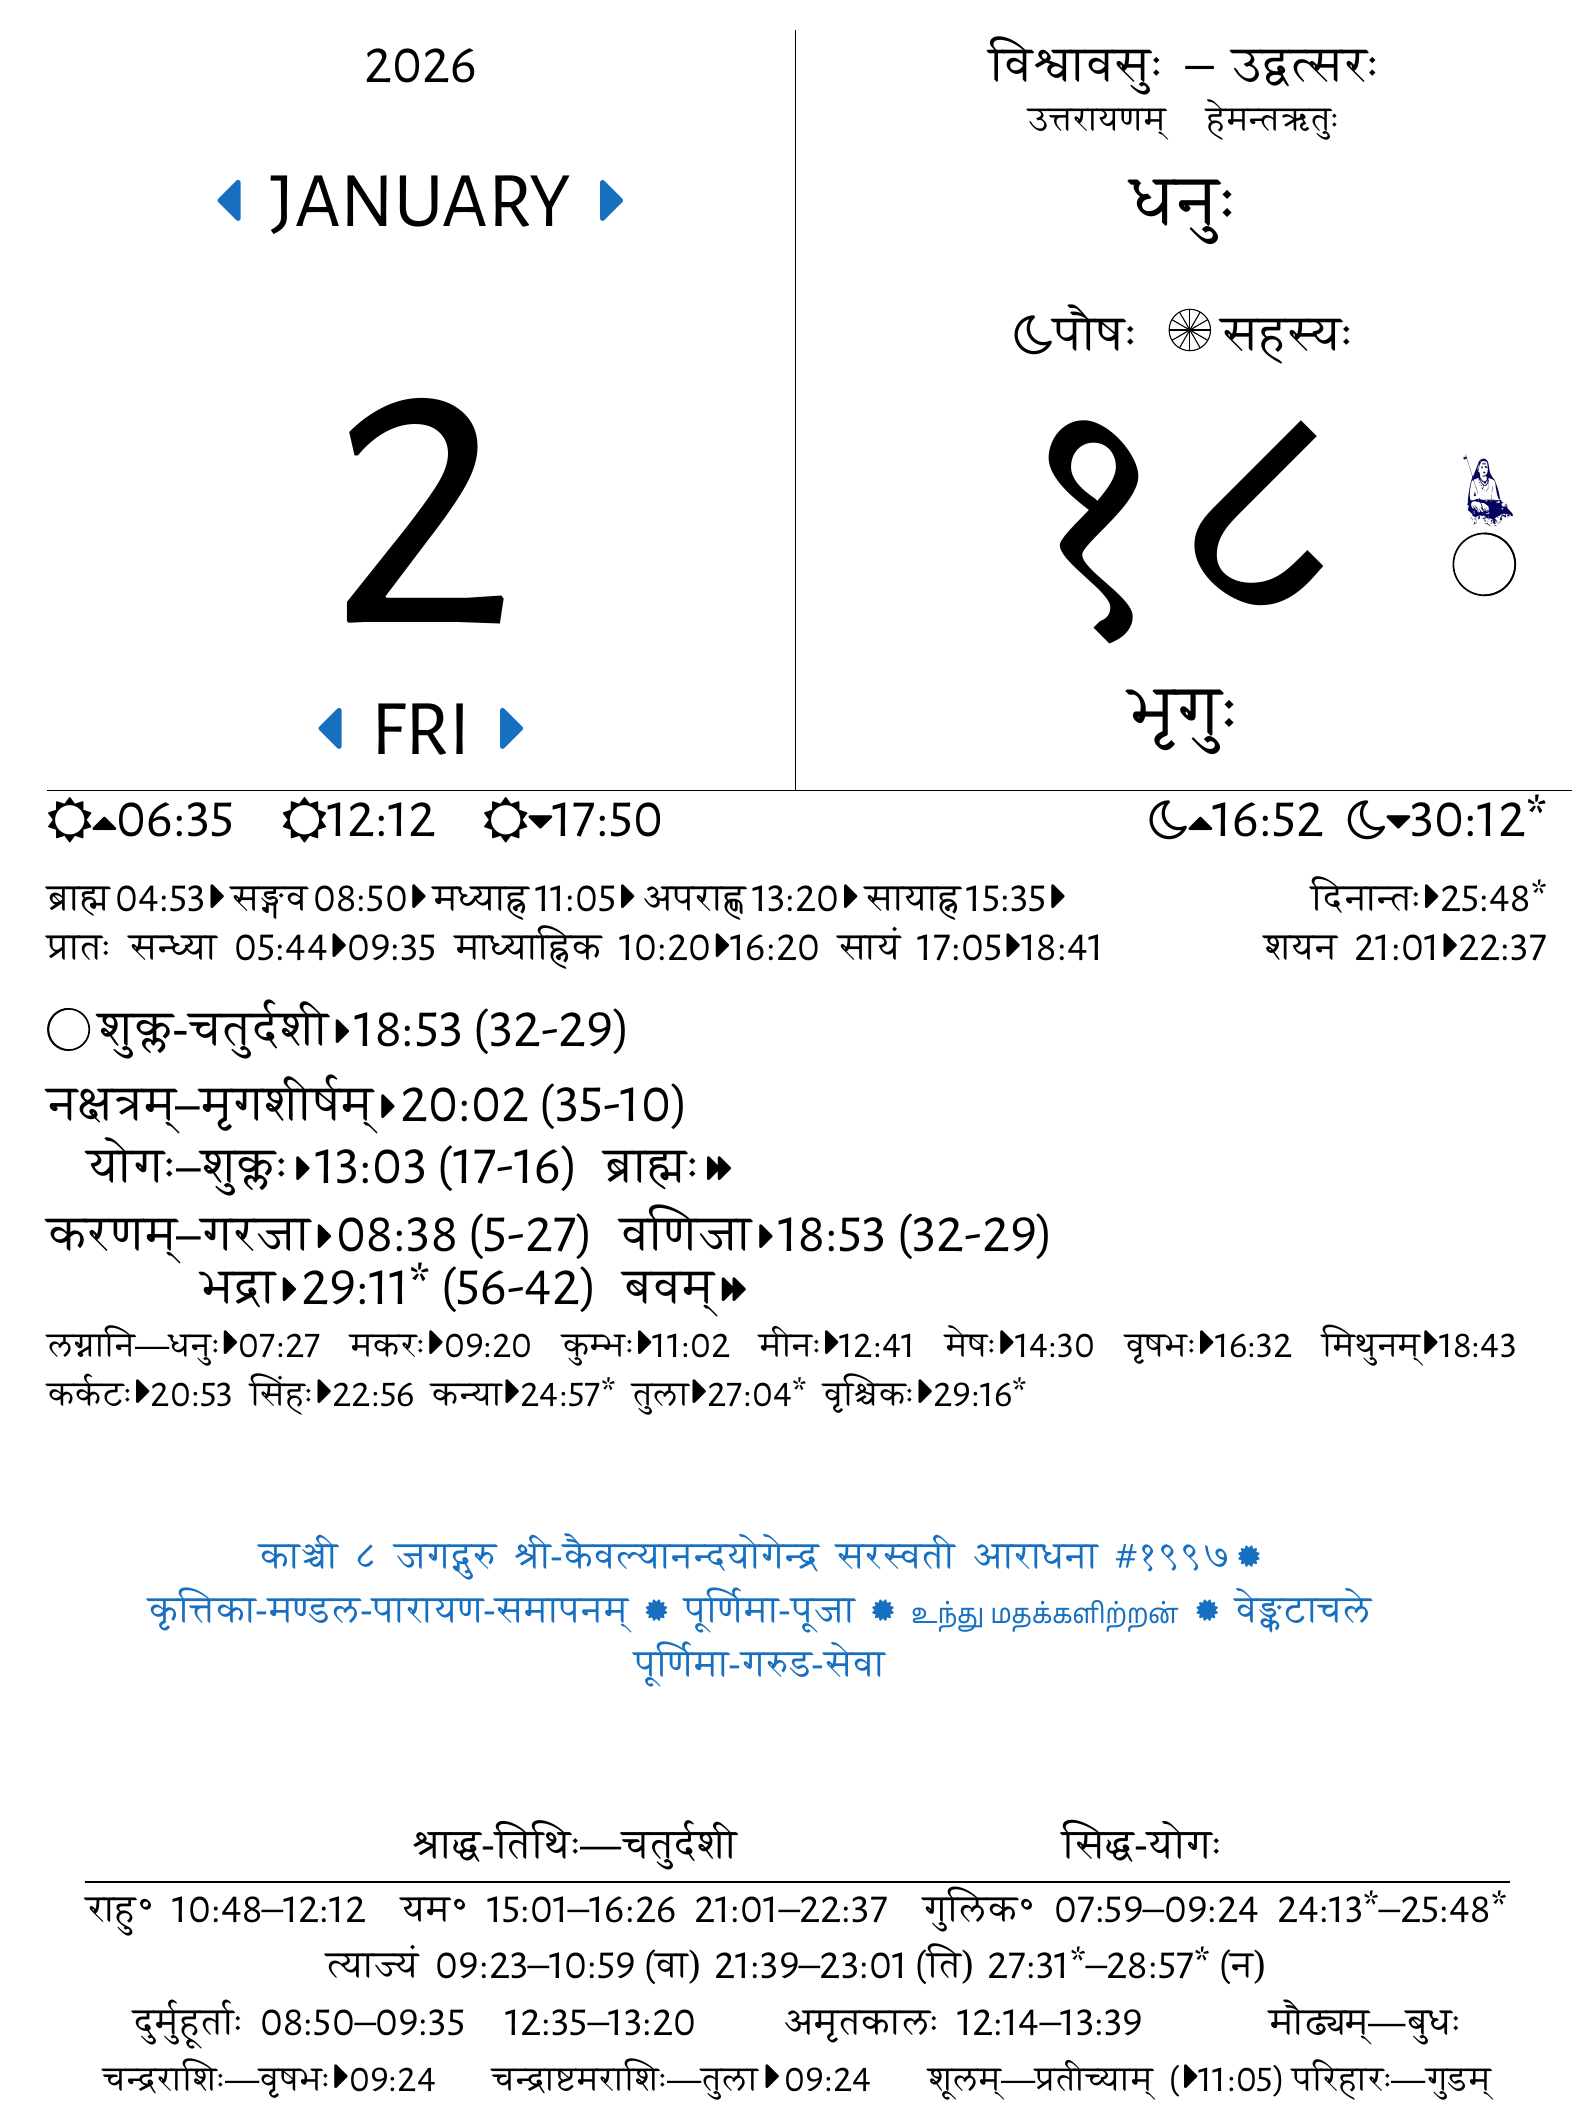 2026
JANUARY
2
FRI
विश्वावसुः – उद्वत्सरः
उत्तरायणम् हेमन्तऋतुः
धनुः
पौषः सहस्यः
१८
भृगुः
06:35 12:12 17:50 16:52 30:12*
ब्राह्म 04:53 सङ्गव 08:50 मध्याह्न 11:05 अपराह्ण 13:20 सायाह्न 15:35 दिनान्तः 25:48*
प्रातः सन्ध्या 05:44 09:35 माध्याह्निक 10:20 16:20 सायं 17:05 18:41 शयन 21:01 22:37
शुक्ल-चतुर्दशी 18:53 (32-29)
नक्षत्रम्–मृगशीर्षम् 20:02 (35-10)
योगः–शुक्लः 13:03 (17-16) ब्राह्मः
करणम्–गरजा 08:38 (5-27) वणिजा 18:53 (32-29)
भद्रा 29:11* (56-42) बवम्
लग्नानि—धनुः 07:27 मकरः 09:20 कुम्भः 11:02 मीनः 12:41 मेषः 14:30 वृषभः 16:32 मिथुनम् 18:43
कर्कटः 20:53 सिंहः 22:56 कन्या 24:57* तुला 27:04* वृश्चिकः 29:16*
काञ्ची ८ जगद्गुरु श्री-कैवल्यानन्दयोगेन्द्र सरस्वती आराधना #१९९७
कृत्तिका-मण्डल-पारायण-समापनम् पूर्णिमा-पूजा உந்து மதக்களிற்றன் वेङ्कटाचले
पूर्णिमा-गरुड-सेवा
श्राद्ध-तिथिः—चतुर्दशी सिद्ध-योगः
राहु॰ 10:48–12:12 यम॰ 15:01–16:26 21:01–22:37 गुलिक॰ 07:59–09:24 24:13*–25:48*
त्याज्यं 09:23–10:59 (वा) 21:39–23:01 (ति) 27:31*–28:57* (न)
दुर्मुहूर्ताः 08:50–09:35 12:35–13:20 अमृतकालः 12:14–13:39 मौढ्यम्—बुधः
चन्द्रराशिः—वृषभः 09:24 चन्द्राष्टमराशिः—तुला 09:24 शूलम्—प्रतीच्याम् (11:05) परिहारः—गुडम्